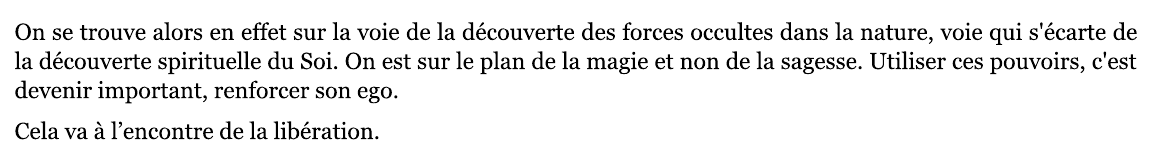 On se trouve alors en effet sur la voie de la découverte des forces occultes dans la nature, voie qui s'écarte de
la découverte spirituelle du Soi. On est sur le plan de la magie et non de la sagesse. Utiliser ces pouvoirs, c'est
devenir important, renforcer son ego.
Cela va à l’encontre de la libération.